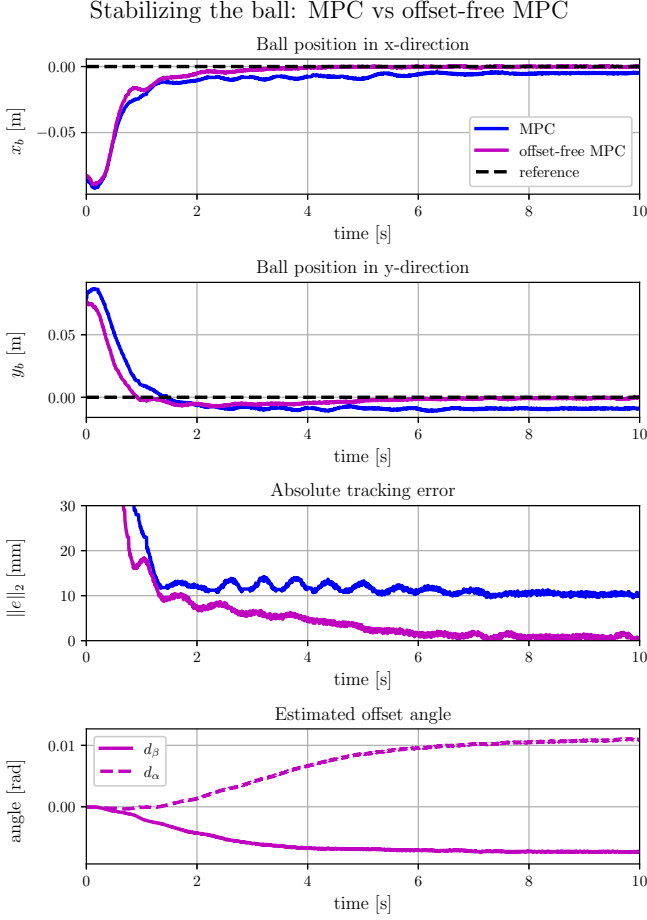 Stabilizing the ball: MPC vs offset-free MPC
Ball position in x-direction
0.00
−0.05
x_b [m]
MPC
offset-free MPC
reference
0 2 4 6 8 10
time [s]
Ball position in y-direction
0.05
0.00
y_b [m]
0 2 4 6 8 10
time [s]
Absolute tracking error
30
20
10
0
||e||₂ [mm]
0 2 4 6 8 10
time [s]
Estimated offset angle
0.01
0.00
angle [rad]
d_β
d_α
0 2 4 6 8 10
time [s]